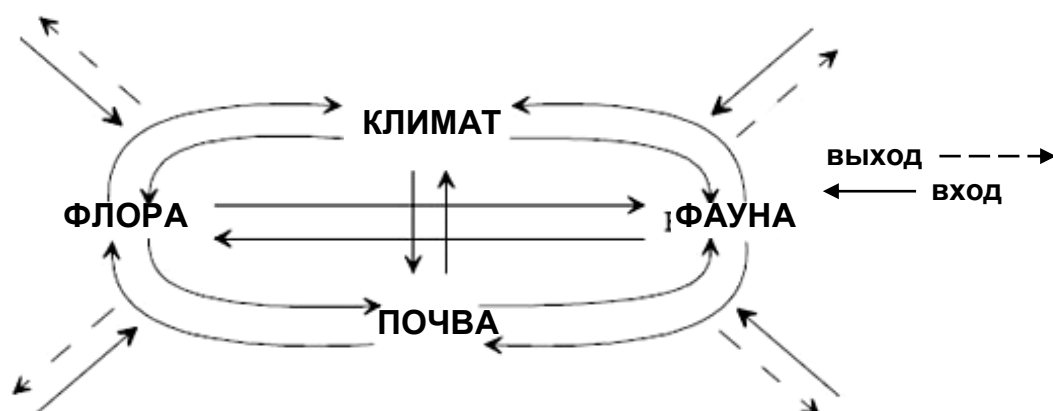 КЛИМАТ
выход
вход
ФЛОРА
ФАУНА
ПОЧВА